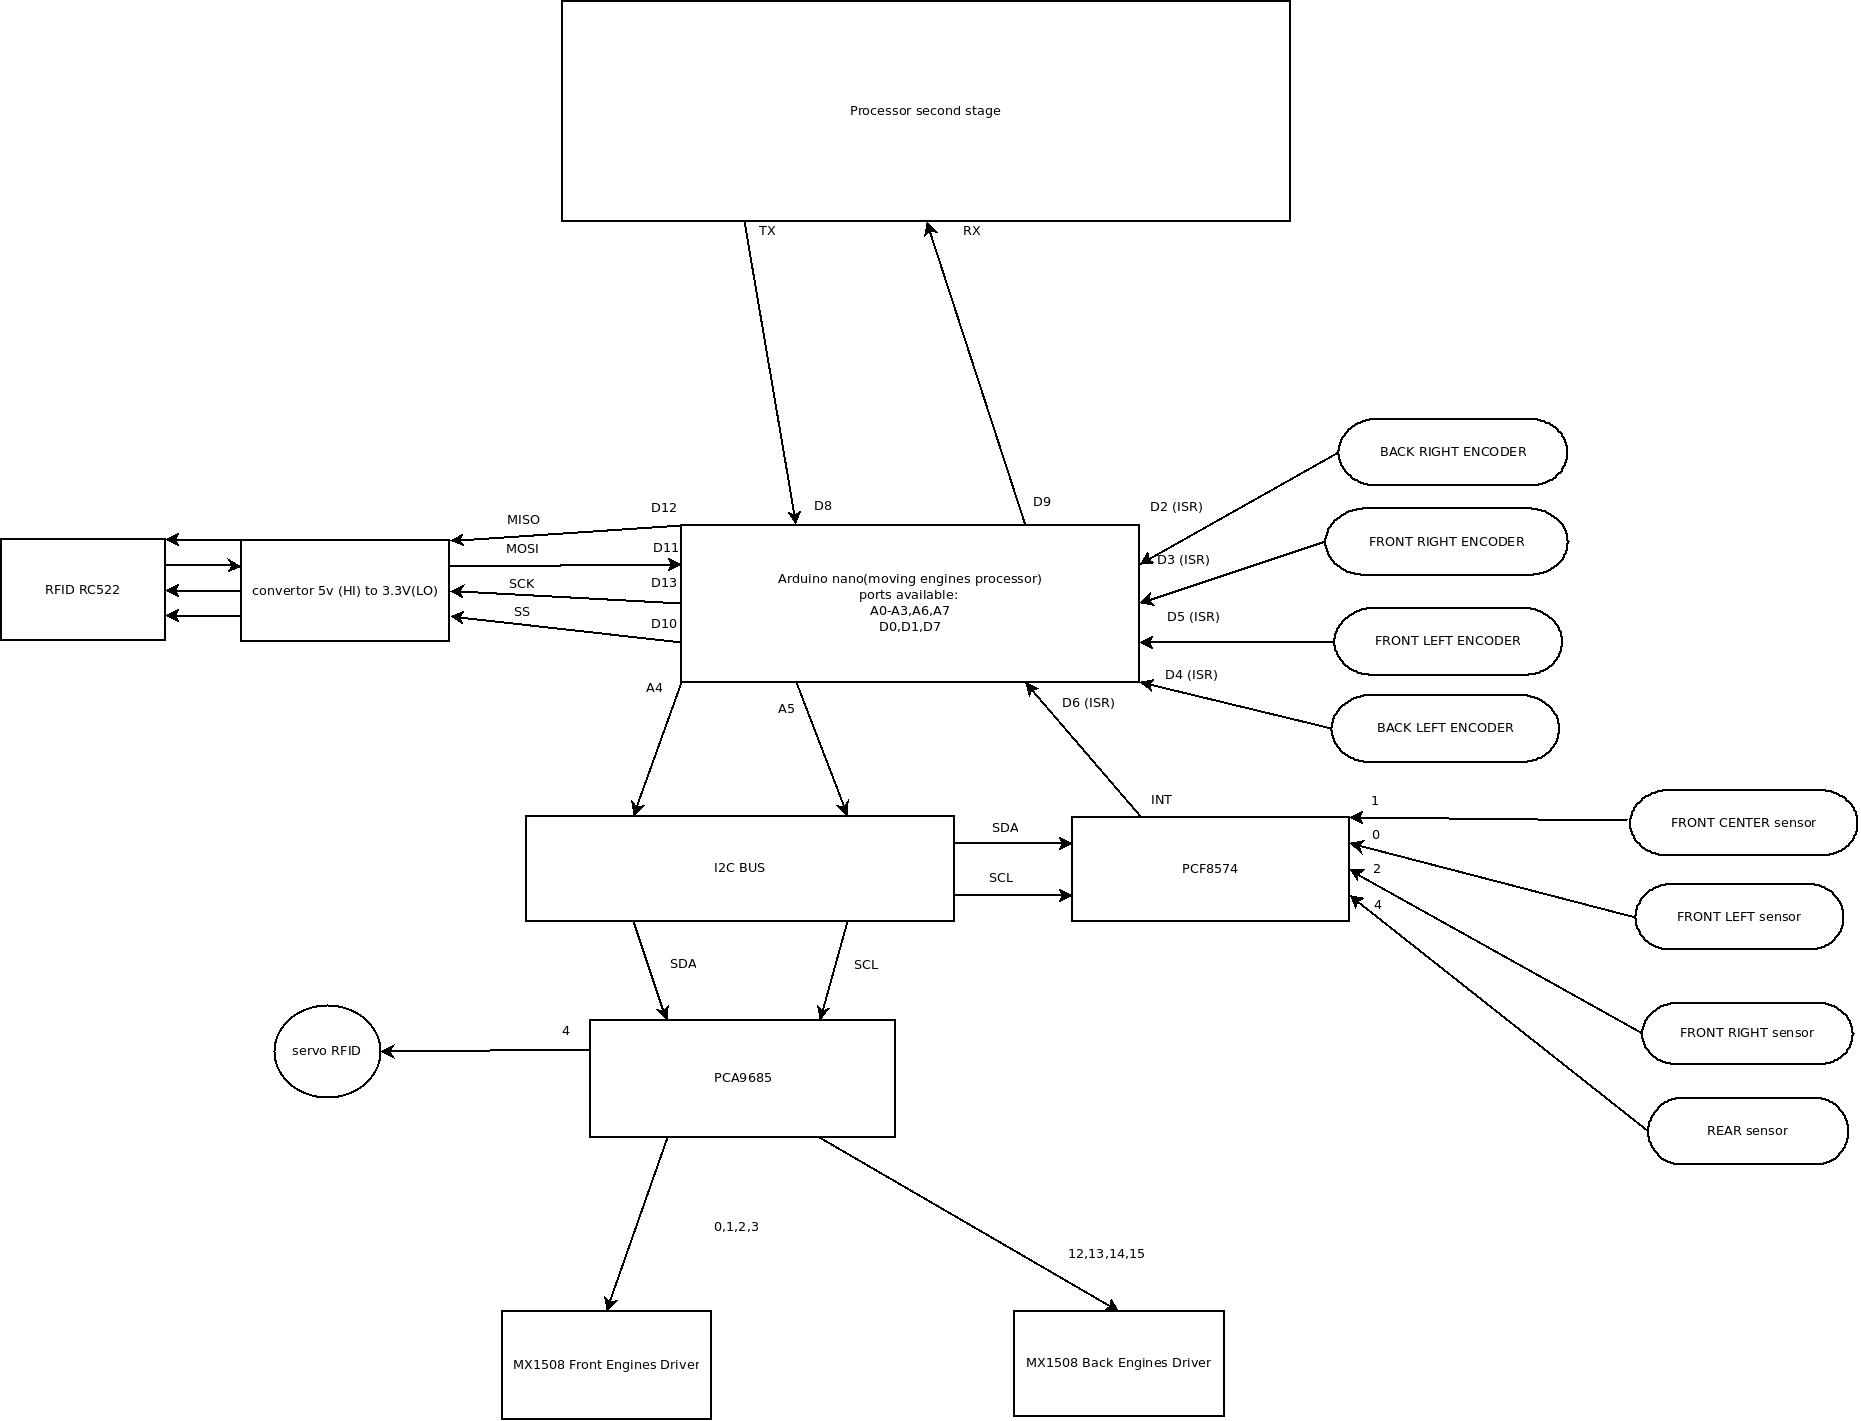 Processor second stage
TX
RX
D8
D9
D12
MISO
D11
MOSI
D13
SCK
D10
SS
RFID RC522
convertor 5v (HI) to 3.3V(LO)
Arduino nano(moving engines processor)
ports available:
A0-A3,A6,A7
D0,D1,D7
D2 (ISR)
D3 (ISR)
D5 (ISR)
D4 (ISR)
D6 (ISR)
BACK RIGHT ENCODER
FRONT RIGHT ENCODER
FRONT LEFT ENCODER
BACK LEFT ENCODER
A4
A5
INT
I2C BUS
SDA
SCL
PCF8574
1
0
2
4
FRONT CENTER sensor
FRONT LEFT sensor
FRONT RIGHT sensor
REAR sensor
SDA
SCL
servo RFID
4
PCA9685
0,1,2,3
12,13,14,15
MX1508 Front Engines Driver
MX1508 Back Engines Driver